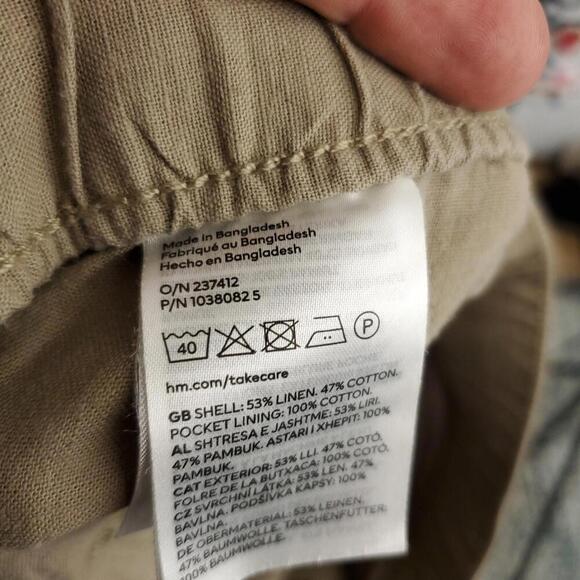 Made in Bangladesh
Fabriqué au Bangladesh
Hecho en Bangladesh
O/N 237412
P/N 1038082 5
40
P
hm.com/takecare
GB SHELL: 53% LINEN. 47% COTTON.
POCKET LINING: 100% COTTON.
AL SHTRESA E JASHTME: 53% LIRI.
47% PAMBUK. ASTARI I XHEPIT: 100%
PAMBUK.
CAT EXTERIOR: 53% LLI. 47% COTÓ.
FOLRE DE LA BUTXACA: 100% COTÓ.
CZ SVRCHNÍ LÁTKA: 53% LEN. 47%
BAVLNA. PODŠÍVKA KAPSY: 100%
BAVLNA.
DE OBERMATERIAL: 53% LEINEN.
47% BAUMWOLLE. TASCHENFUTTER:
100% BAUMWOLLE.